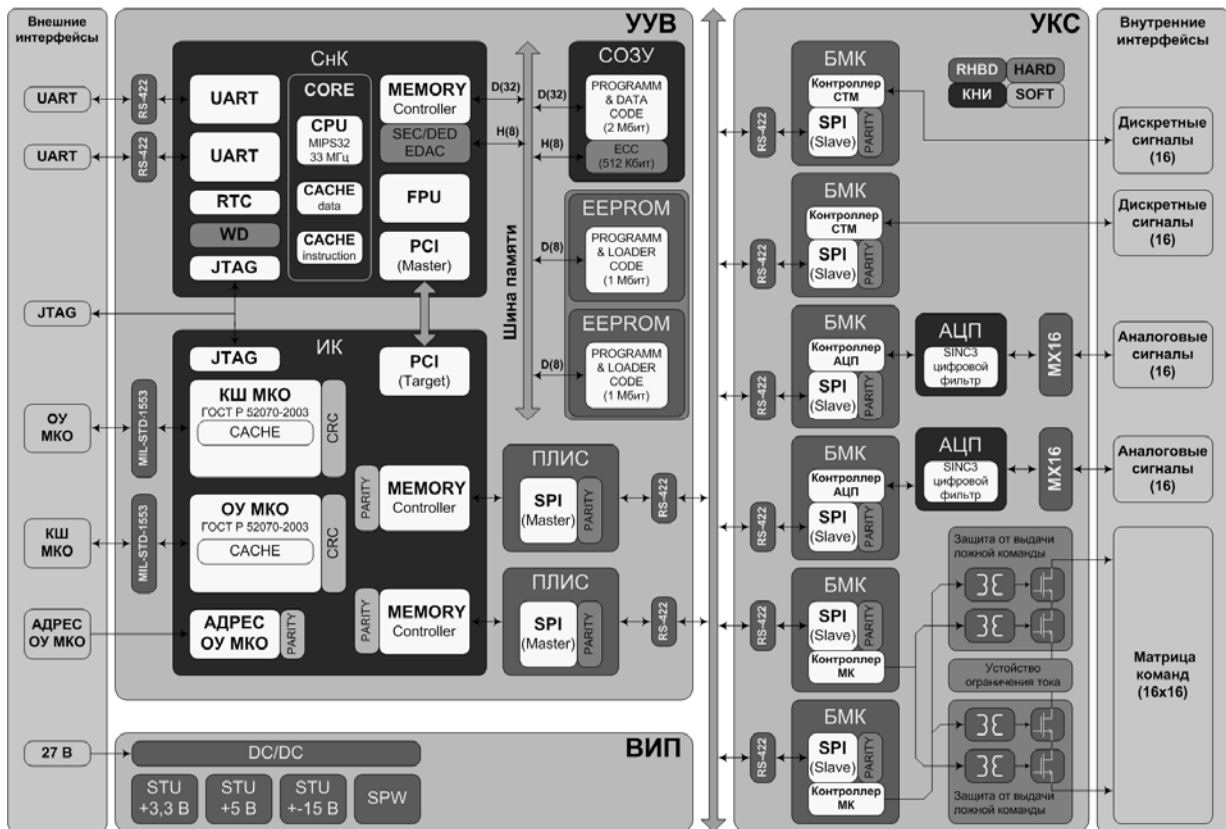 Внешние
интерфейсы
UART
UART
JTAG
ОУ
МКО
КШ
МКО
АДРЕС
ОУ МКО
27 В
RS-422
RS-422
MIL-STD-1553
MIL-STD-1553
УУВ
СнК
UART
UART
RTC
WD
JTAG
CORE
CPU
MIPS32
33 МГц
CACHE
data
CACHE
instruction
MEMORY
Controller
SEC/DED
EDAC
FPU
PCI
(Master)
D(32)
H(8)
Шина памяти
D(32)
H(8)
D(8)
D(8)
СОЗУ
PROGRAMM
& DATA
CODE
(2 Мбит)
ECC
(512 Кбит)
EEPROM
PROGRAMM
& LOADER
CODE
(1 Мбит)
EEPROM
PROGRAMM
& LOADER
CODE
(1 Мбит)
ИК
JTAG
PCI
(Target)
КШ МКО
ГОСТ Р 52070-2003
CACHE
CRC
ОУ МКО
ГОСТ Р 52070-2003
CACHE
CRC
АДРЕС
ОУ МКО
PARITY
PARITY
MEMORY
Controller
PARITY
MEMORY
Controller
ПЛИС
SPI
(Master)
PARITY
RS-422
ПЛИС
SPI
(Master)
PARITY
RS-422
ВИП
DC/DC
STU
+3,3 В
STU
+5 В
STU
+-15 В
SPW
УКС
RHBD
HARD
КНИ
SOFT
RS-422
БМК
Контроллер
СТМ
SPI
(Slave)
PARITY
RS-422
БМК
Контроллер
СТМ
SPI
(Slave)
PARITY
RS-422
БМК
Контроллер
АЦП
SPI
(Slave)
PARITY
АЦП
SINC3
цифровой
фильтр
MX16
RS-422
БМК
Контроллер
АЦП
SPI
(Slave)
PARITY
АЦП
SINC3
цифровой
фильтр
MX16
RS-422
БМК
SPI
(Slave)
PARITY
Контроллер
МК
RS-422
БМК
SPI
(Slave)
PARITY
Контроллер
МК
Защита от выдачи
ложной команды
Устройство
ограничения тока
Защита от выдачи
ложной команды
Внутренние
интерфейсы
Дискретные
сигналы
(16)
Дискретные
сигналы
(16)
Аналоговые
сигналы
(16)
Аналоговые
сигналы
(16)
Матрица
команд
(16x16)